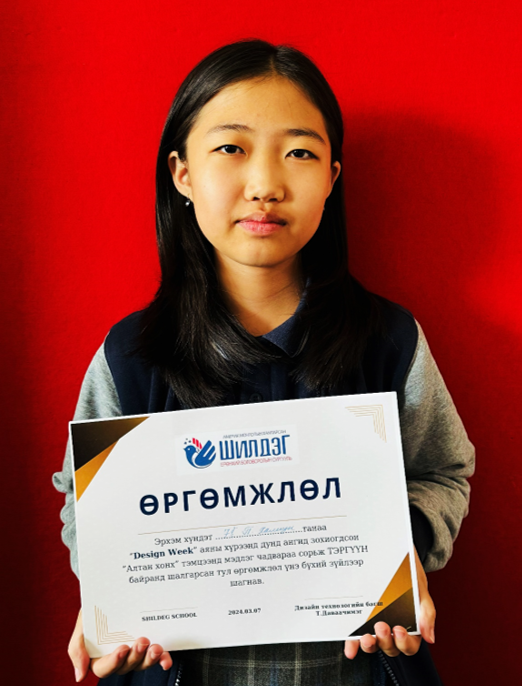 ШИЛДЭГ
ӨРГӨМЖЛӨЛ
Эрхэм хүндэт танаа
"Design Week" аяны хүрээнд дунд ангид зохиогдсон
"Алтан хонх" тэмцээнд мэдлэг чадвараа сорьж ТЭРГҮҮН
байранд шалгарсан тул өргөмжлөл үнэ бүхий зүйлээр
шагнав.
SHILDEG SCHOOL
2024.03.07
Дизайн технологийн багш
Т.Даваачимэг